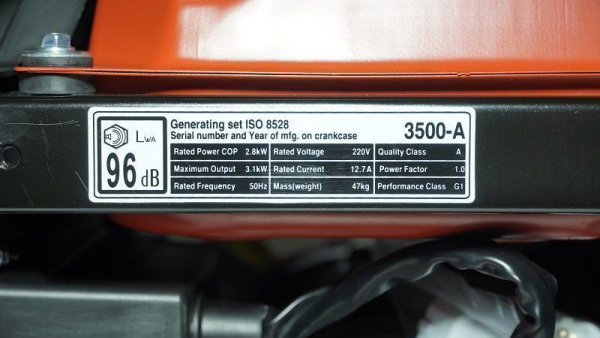 LWA
96 dB
Generating set ISO 8528
Serial number and Year of mfg. on crankcase
3500-A
Rated Power COP 2.8kW Rated Voltage 220V Quality Class A
Maximum Output 3.1kW Rated Current 12.7A Power Factor 1.0
Rated Frequency 50Hz Mass(weight) 47kg Performance Class G1